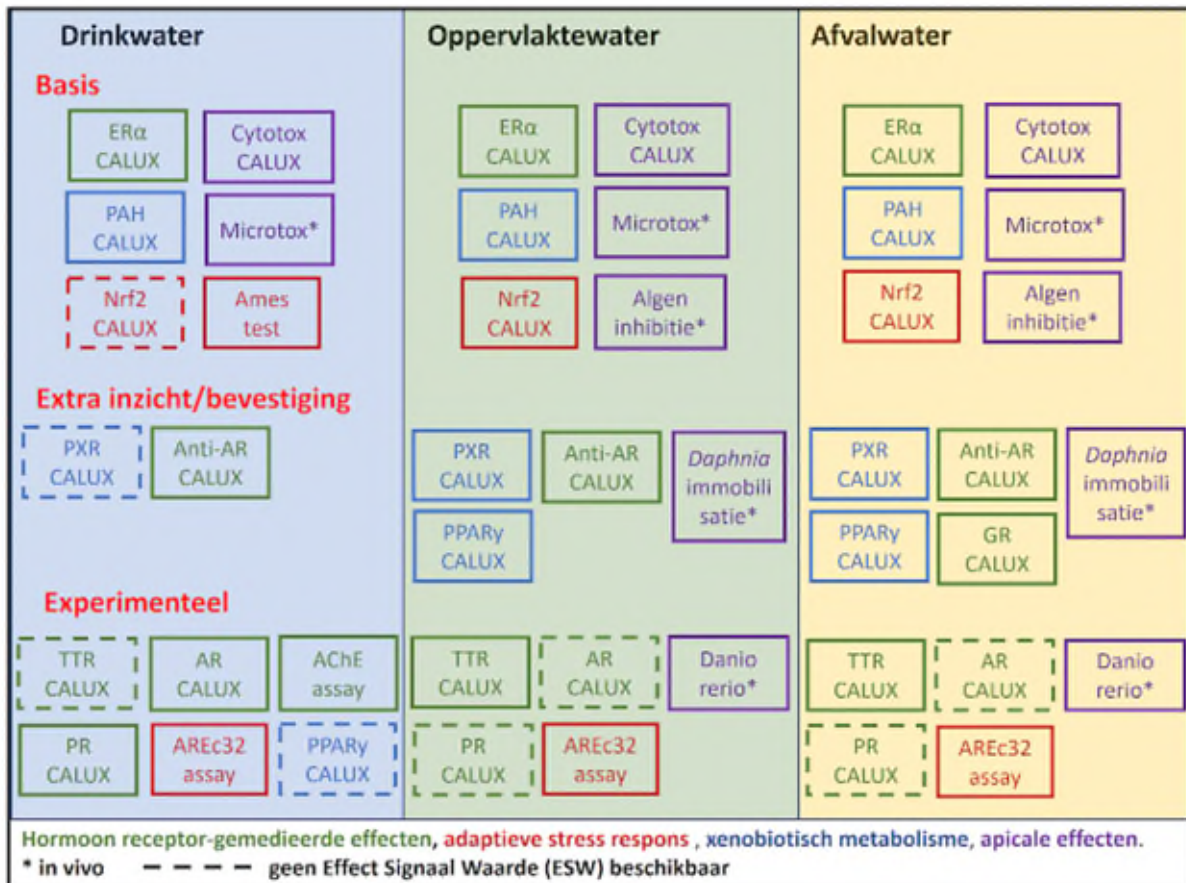 Drinkwater
Basis
ERα
CALUX
Cytotox
CALUX
PAH
CALUX
Microtox*
Nrf2
CALUX
Ames
test
Extra inzicht/bevestiging
PXR
CALUX
Anti-AR
CALUX
Experimenteel
TTR
CALUX
AR
CALUX
AChE
assay
PR
CALUX
AREc32
assay
PPARγ
CALUX
Oppervlaktewater
ERα
CALUX
Cytotox
CALUX
PAH
CALUX
Microtox*
Nrf2
CALUX
Algen
inhibitie*
PXR
CALUX
Anti-AR
CALUX
Daphnia
immobili
satie*
PPARγ
CALUX
TTR
CALUX
AR
CALUX
Danio
rerio*
PR
CALUX
AREc32
assay
Afvalwater
ERα
CALUX
Cytotox
CALUX
PAH
CALUX
Microtox*
Nrf2
CALUX
Algen
inhibitie*
PXR
CALUX
Anti-AR
CALUX
Daphnia
immobili
satie*
PPARγ
CALUX
GR
CALUX
TTR
CALUX
AR
CALUX
Danio
rerio*
PR
CALUX
AREc32
assay
Hormoon receptor-gemedieerde effecten, adaptieve stress respons , xenobiotisch metabolisme, apicale effecten.
* in vivo — — — — geen Effect Signaal Waarde (ESW) beschikbaar